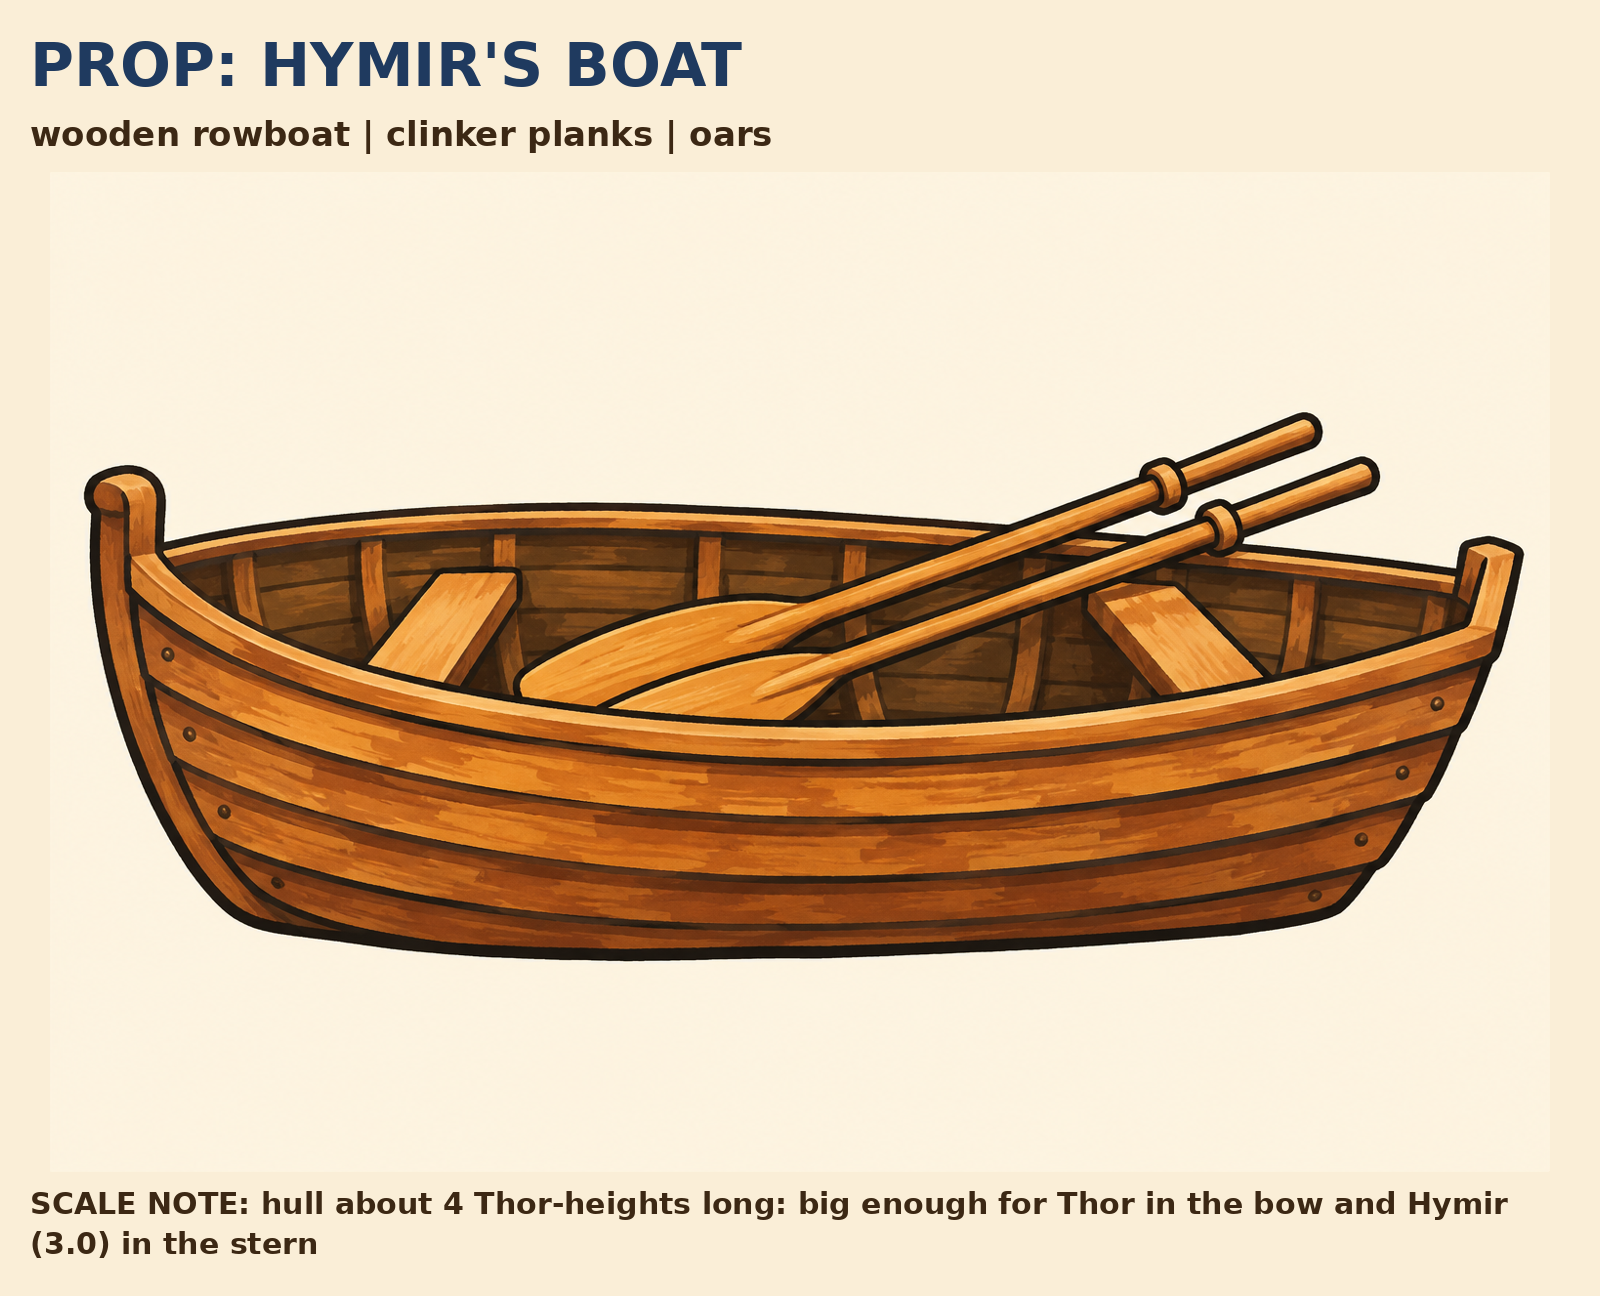 PROP: HYMIR'S BOAT
wooden rowboat | clinker planks | oars
SCALE NOTE: hull about 4 Thor-heights long: big enough for Thor in the bow and Hymir
(3.0) in the stern